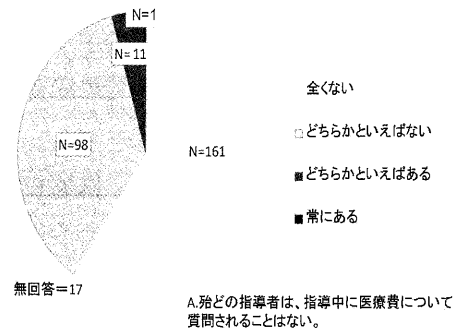 N=1
N=11
全くない
N=98
N=161
どちらかといえばない
どちらかといえばある
常にある
無回答=17
A.殆どの指導者は、指導中に医療費について
質問されることはない。